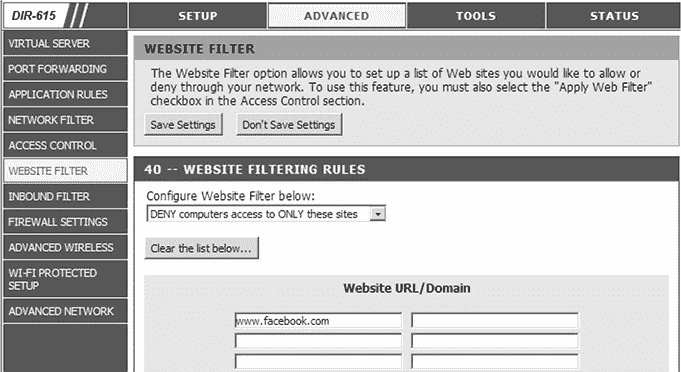 DIR-615 SETUP ADVANCED TOOLS STATUS
VIRTUAL SERVER
PORT FORWARDING
APPLICATION RULES
NETWORK FILTER
ACCESS CONTROL
WEBSITE FILTER
INBOUND FILTER
FIREWALL SETTINGS
ADVANCED WIRELESS
WI-FI PROTECTED
SETUP
ADVANCED NETWORK
WEBSITE FILTER
The Website Filter option allows you to set up a list of Web sites you would like to allow or
deny through your network. To use this feature, you must also select the "Apply Web Filter"
checkbox in the Access Control section.
Save Settings Don't Save Settings
40 -- WEBSITE FILTERING RULES
Configure Website Filter below:
DENY computers access to ONLY these sites
Clear the list below...
Website URL/Domain
www.facebook.com